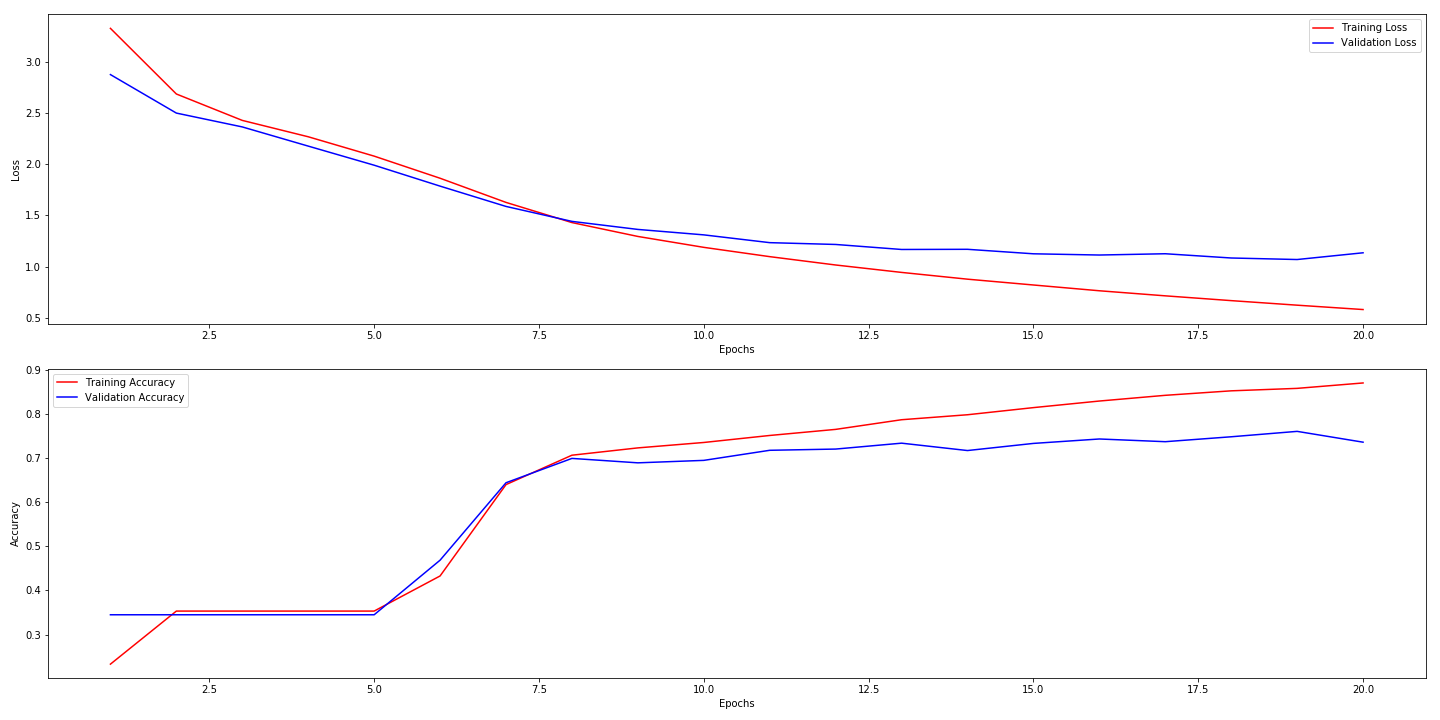 Training Loss
Validation Loss
3.0
2.5
2.0
1.5
1.0
0.5
Loss
2.5 5.0 7.5 10.0 12.5 15.0 17.5 20.0
Epochs
Training Accuracy
Validation Accuracy
0.9
0.8
0.7
0.6
0.5
0.4
0.3
Accuracy
2.5 5.0 7.5 10.0 12.5 15.0 17.5 20.0
Epochs